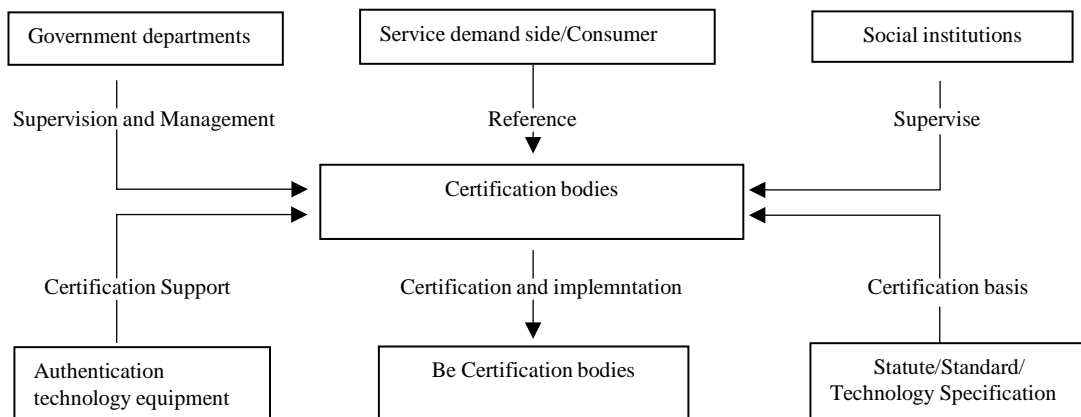 Government departments
Service demand side/Consumer
Social institutions
Supervision and Management
Reference
Supervise
Certification bodies
Certification Support
Certification and implemntation
Certification basis
Authentication
technology equipment
Be Certification bodies
Statute/Standard/
Technology Specification